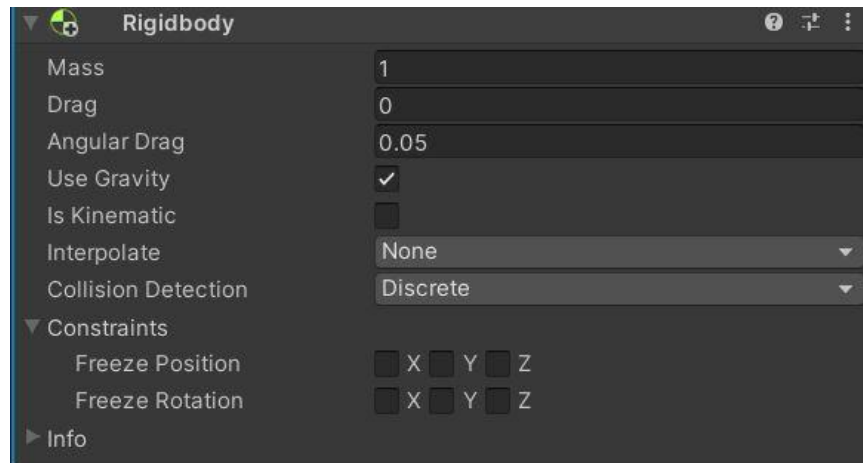 Rigidbody
Mass 1
Drag 0
Angular Drag 0.05
Use Gravity
Is Kinematic
Interpolate None
Collision Detection Discrete
Constraints
Freeze Position X Y Z
Freeze Rotation X Y Z
Info